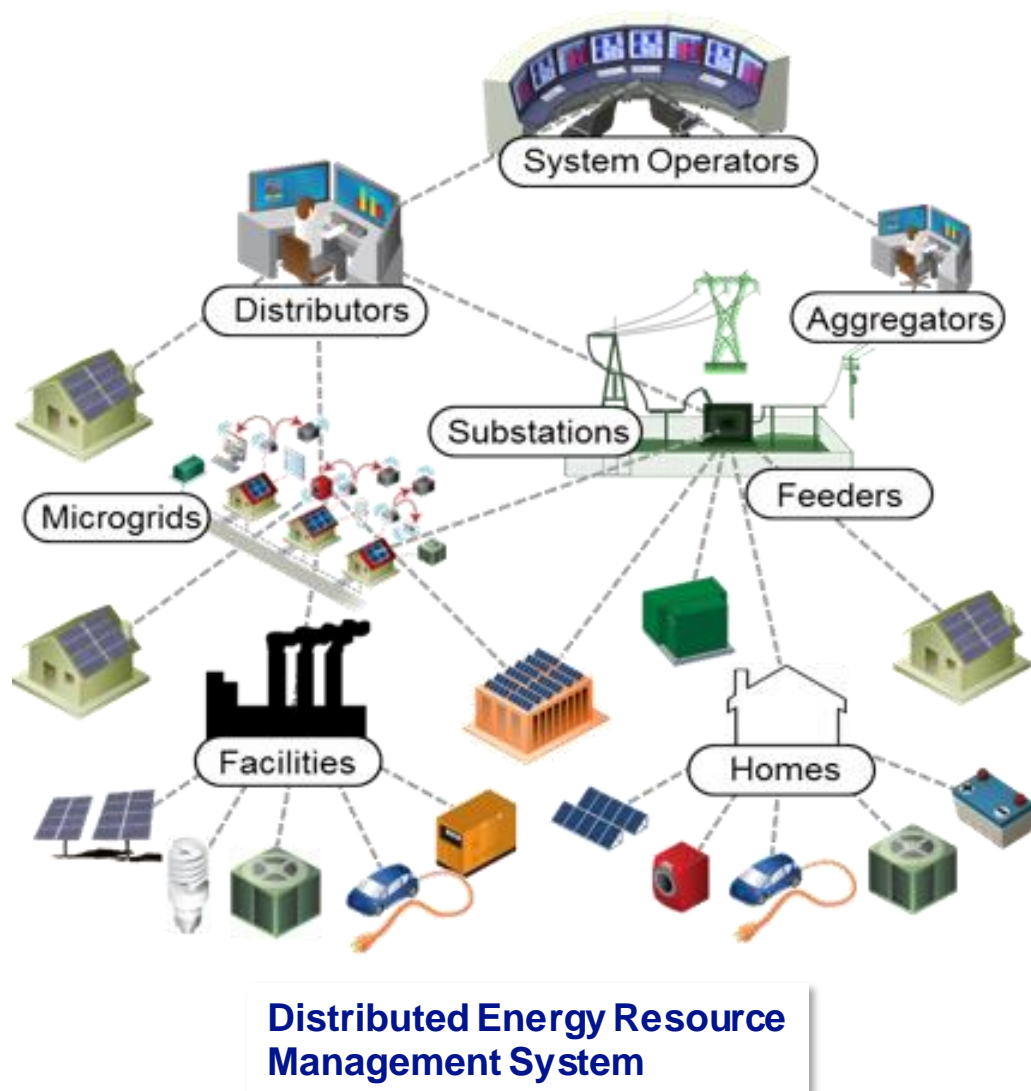 System Operators
Distributors
Aggregators
Substations
Feeders
Microgrids
Facilities
Homes
Distributed Energy Resource
Management System